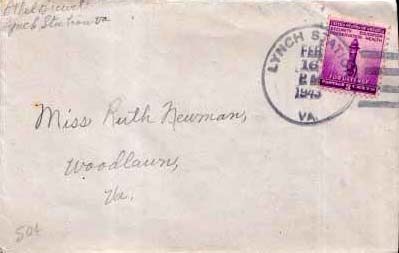 Lynch Station Va
LYNCH STATION
FEB
16
1943
VA.
Miss Ruth Newman,
Woodlawn,
Va.
50¢